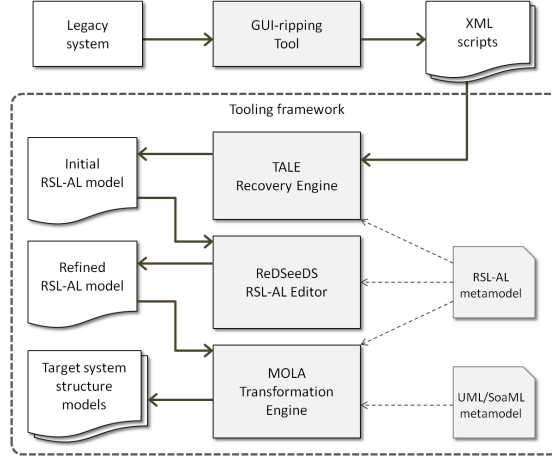 Legacy
system
GUI-ripping
Tool
XML
scripts
Tooling framework
Initial
RSL-AL model
TALE
Recovery Engine
Refined
RSL-AL model
ReDSeeDS
RSL-AL Editor
RSL-AL
metamodel
Target system
structure
models
MOLA
Transformation
Engine
UML/SoaML
metamodel